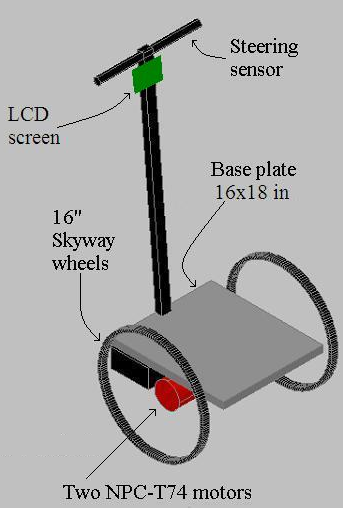 Steering
sensor
LCD
screen
Base plate
16x18 in
16"
Skyway
wheels
Two NPC-T74 motors